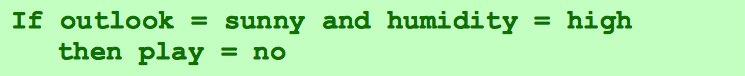 If outlook = sunny and humidity = high
then play = no